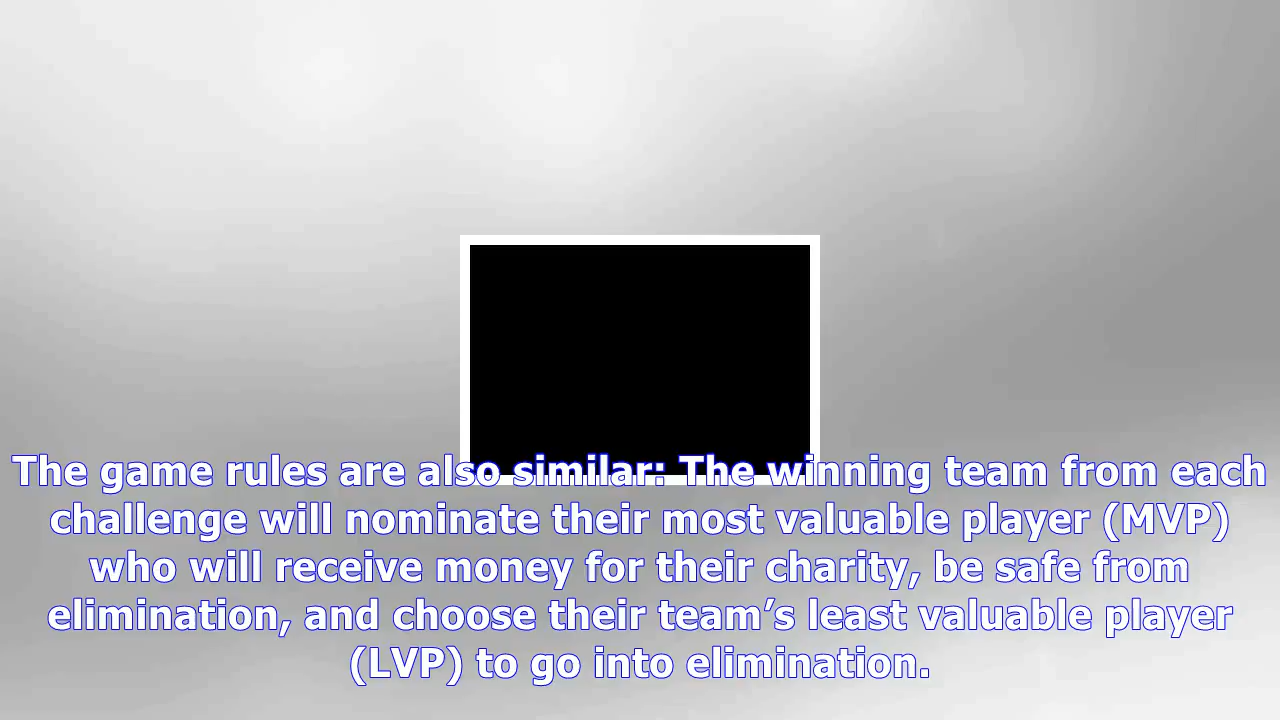 The game rules are also similar: The winning team from each
challenge will nominate their most valuable player (MVP)
who will receive money for their charity, be safe from
elimination, and choose their team’s least valuable player
(LVP) to go into elimination.